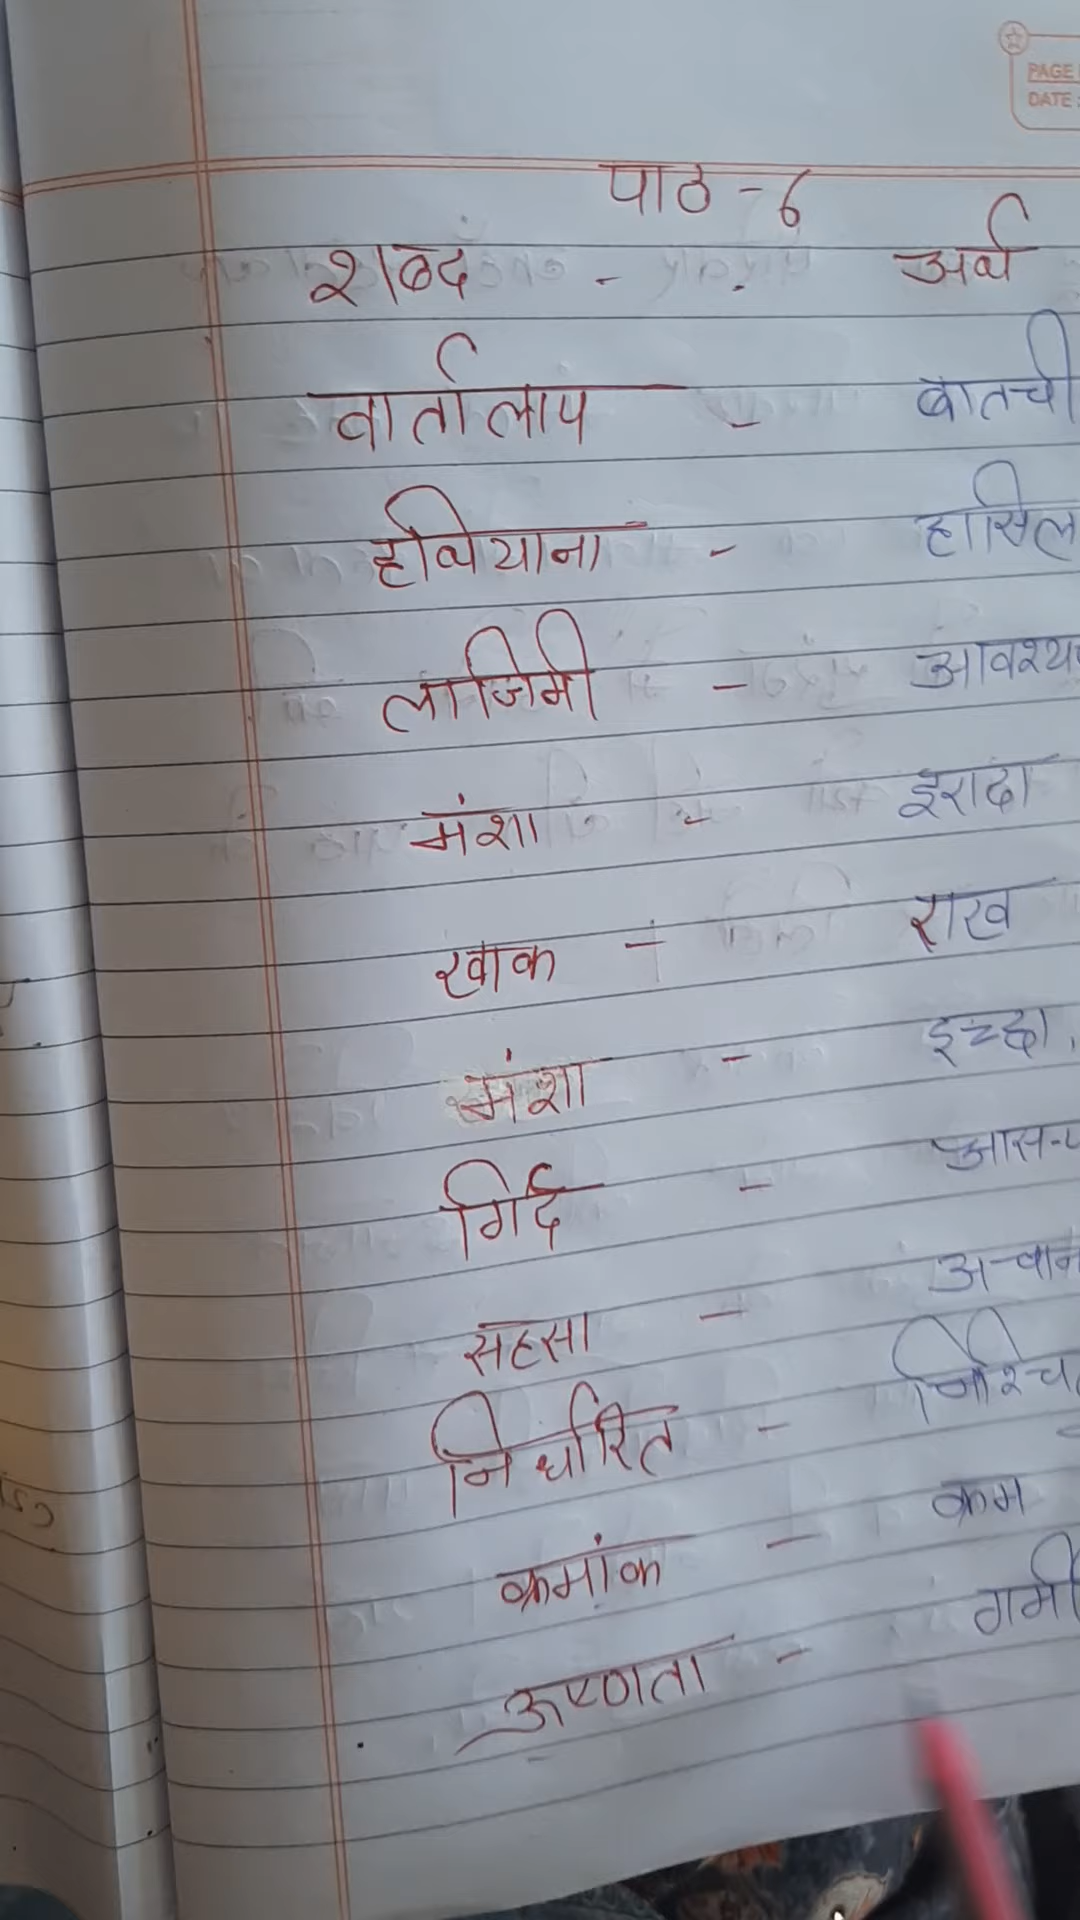 PAGE
DATE :
पाठ - 6
शब्द - अर्थ
वार्तालाप - बातची
हथियाना - हासिल
लाजिमी - आवश्य
मंशा - इरादा
खाक - राख
मंशा - इच्छा,
गिर्द - आस-
सहसा - अचान
निर्धारित - निश्च
क्रमांक - क्रम
ऊष्णता - गर्मी